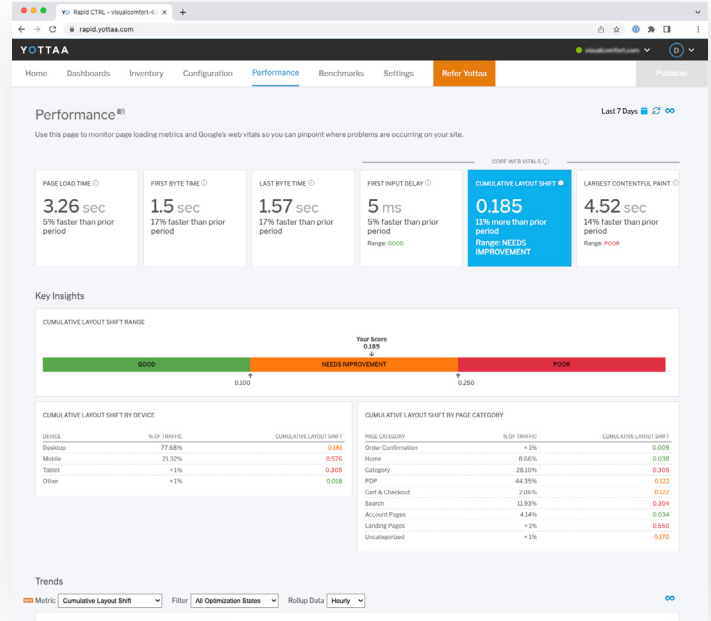 YO Rapid CTRL - visualcomfort-
rapid.yottaa.com
YOTTAA
D
Home Dashboards Inventory Configuration Performance Benchmarks Settings Refer Yottaa Publish
Performance
Last 7 Days
Use this page to monitor page loading metrics and Google's web vitals so you can pinpoint where problems are occurring on your site.
CORE WEB VITALS
PAGE LOAD TIME
3.26 sec
5% faster than prior
period
FIRST BYTE TIME
1.5 sec
17% faster than prior
period
LAST BYTE TIME
1.57 sec
17% faster than prior
period
FIRST INPUT DELAY
5 ms
5% faster than prior
period
Range: GOOD
CUMULATIVE LAYOUT SHIFT
0.185
11% more than prior
period
Range: NEEDS
IMPROVEMENT
LARGEST CONTENTFUL PAINT
4.52 sec
14% faster than prior
period
Range: POOR
Key Insights
CUMULATIVE LAYOUT SHIFT RANGE
Your Score
0.185
GOOD NEEDS IMPROVEMENT POOR
0.100 0.250
CUMULATIVE LAYOUT SHIFT BY DEVICE
DEVICE % OF TRAFFIC CUMULATIVE LAYOUT SHIFT
Desktop 77.68% 0.181
Mobile 21.32% 0.576
Tablet < 1% 0.305
Other < 1% 0.018
CUMULATIVE LAYOUT SHIFT BY PAGE CATEGORY
PAGE CATEGORY % OF TRAFFIC CUMULATIVE LAYOUT SHIFT
Order Confirmation < 1% 0.009
Home 8.66% 0.038
Category 28.10% 0.305
PDP 44.35% 0.122
Cart & Checkout 2.06% 0.122
Search 11.93% 0.304
Account Pages 4.14% 0.034
Landing Pages < 1% 0.560
Uncategorized < 1% 0.170
Trends
Metric Cumulative Layout Shift Filter All Optimization States Rollup Data Hourly